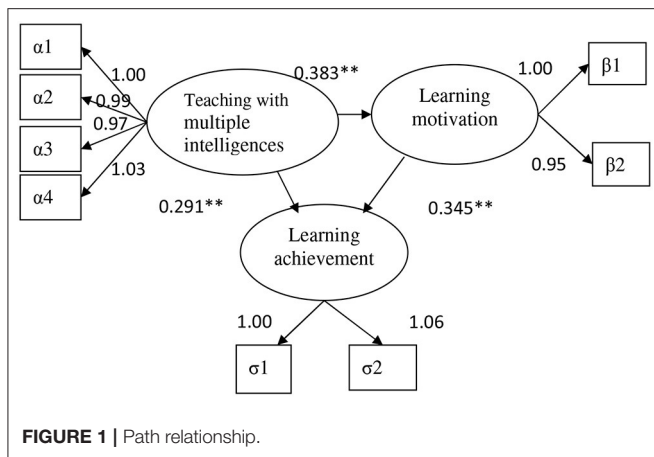 α1
α2
α3
α4
1.00
0.99
0.97
1.03
Teaching with
multiple
intelligences
0.383**
Learning
motivation
1.00
0.95
β1
β2
0.291**
0.345**
Learning
achievement
1.00
1.06
σ1
σ2
FIGURE 1 | Path relationship.